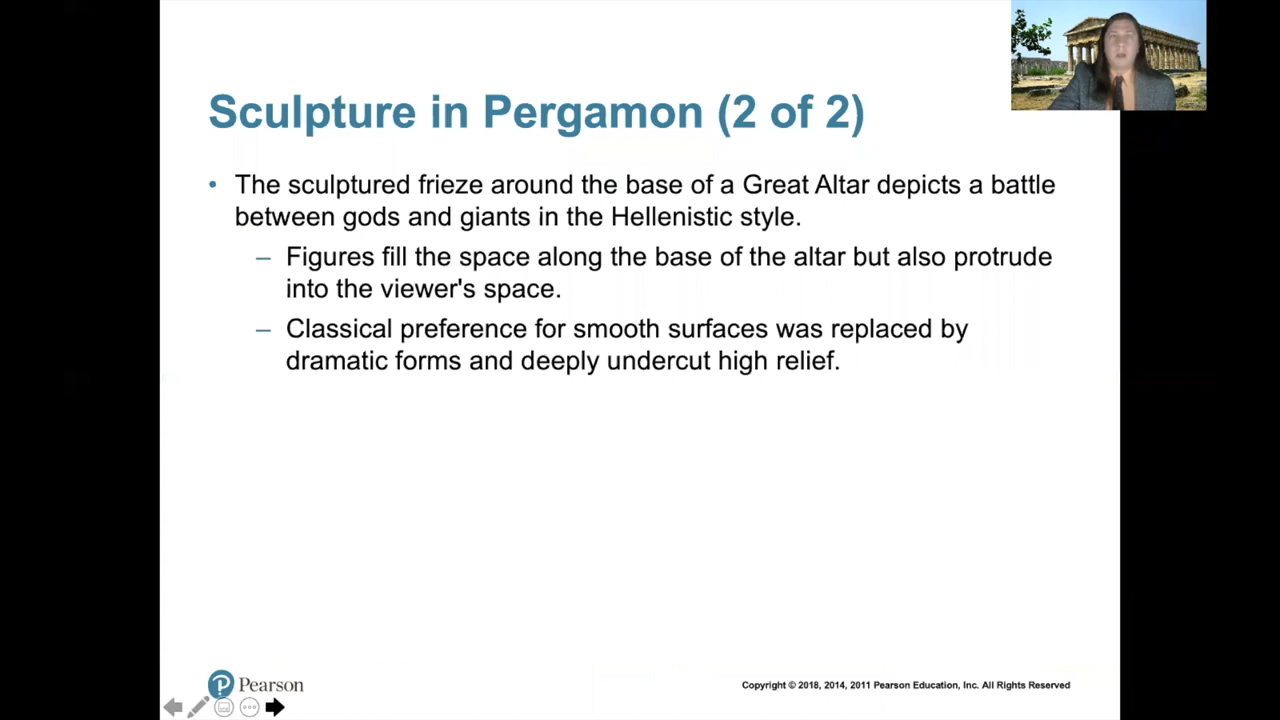 Sculpture in Pergamon (2 of 2)
• The sculptured frieze around the base of a Great Altar depicts a battle
between gods and giants in the Hellenistic style.
– Figures fill the space along the base of the altar but also protrude
into the viewer's space.
– Classical preference for smooth surfaces was replaced by
dramatic forms and deeply undercut high relief.
Pearson
Copyright © 2018, 2014, 2011 Pearson Education, Inc. All Rights Reserved